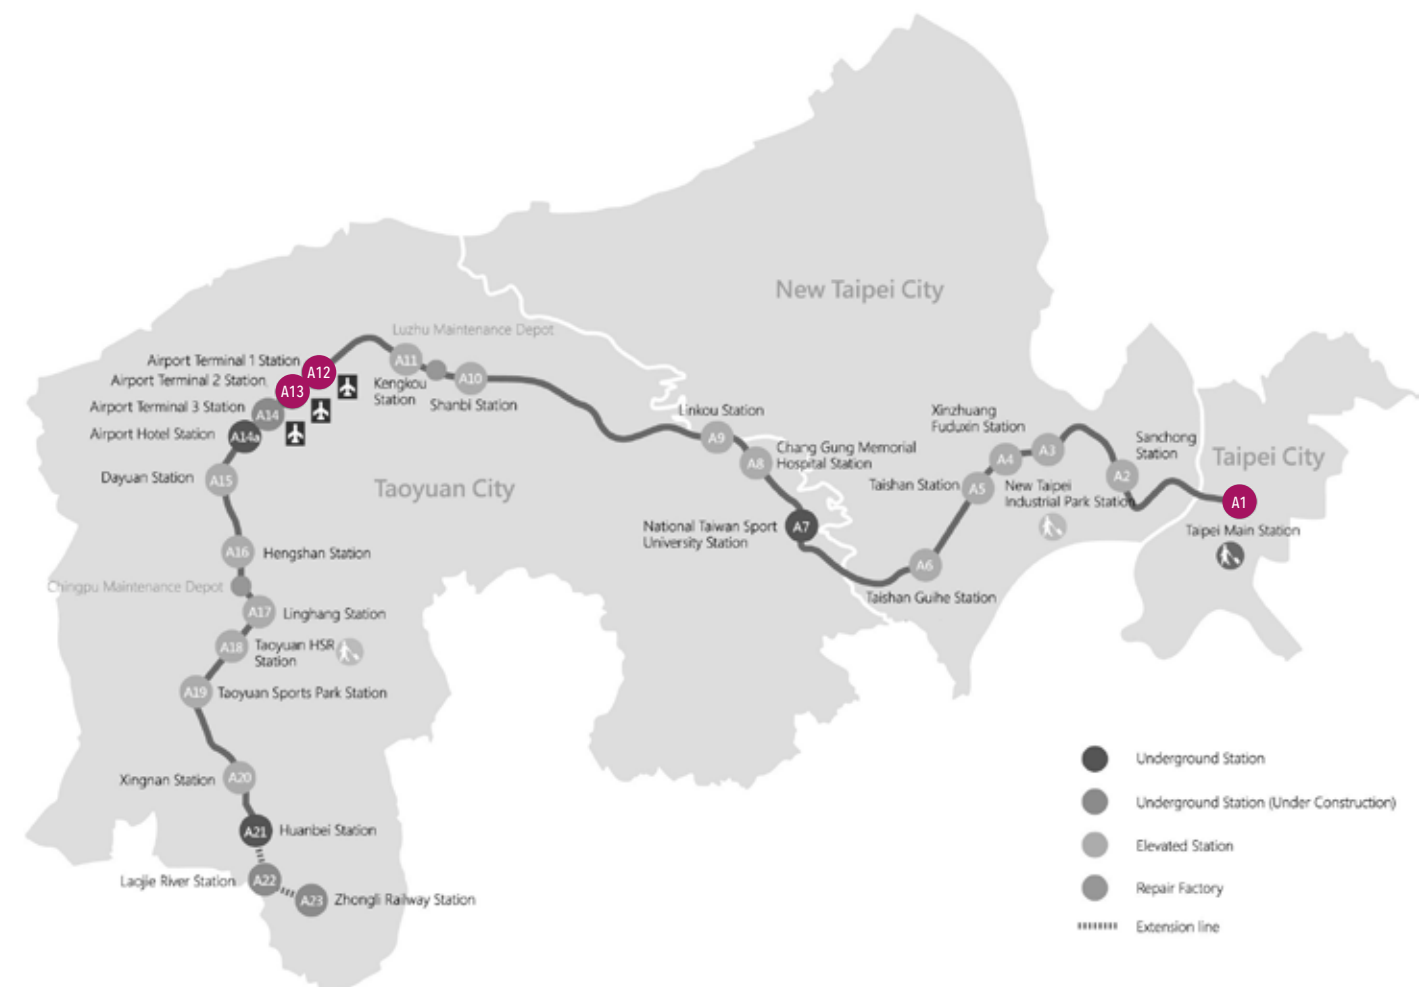 New Taipei City
Luzhu Maintenance Depot
Airport Terminal 1 Station
A12
A11
Airport Terminal 2 Station
A13
A10
Kengkou
Station
Shanbi Station
Airport Terminal 3 Station
A14
Airport Hotel Station
A14a
Linkou Station
A9
Xinzhuang
Fuduxin Station
Chang Gung Memorial
Hospital Station
A8
A4
A3
Sanchong
Station
A2
Taipei City
Dayuan Station
A15
Taoyuan City
Taishan Station
A5
New Taipei
Industrial Park Station
A1
Taipei Main Station
National Taiwan Sport
University Station
A7
A16
Hengshan Station
A6
Taishan Guihe Station
Chingpu Maintenance Depot
A17
Linghang Station
A18
Taoyuan HSR
Station
A19
Taoyuan Sports Park Station
Xingnan Station
A20
A21
Huanbei Station
Laojie River Station
A22
A23
Zhongli Railway Station
Underground Station
Underground Station (Under Construction)
Elevated Station
Repair Factory
Extension line